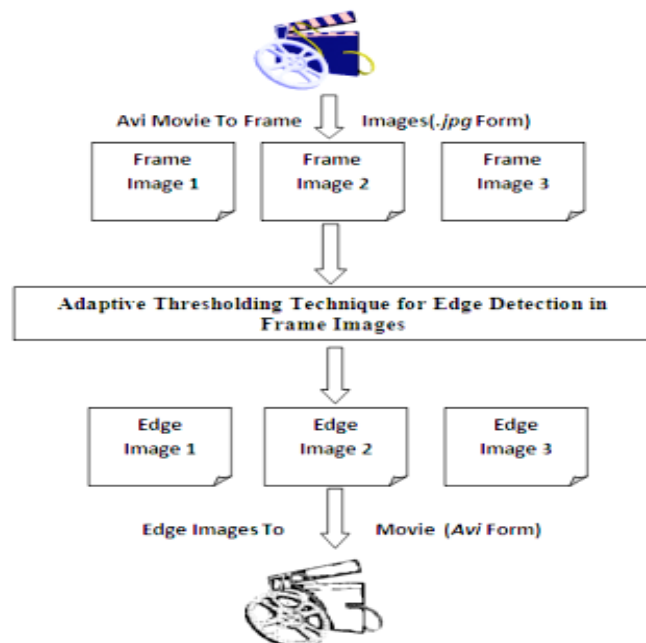 Avi Movie To Frame Images(.jpg Form)
Frame
Image 1
Frame
Image 2
Frame
Image 3
Adaptive Thresholding Technique for Edge Detection in
Frame Images
Edge
Image 1
Edge
Image 2
Edge
Image 3
Edge Images To Movie (Avi Form)